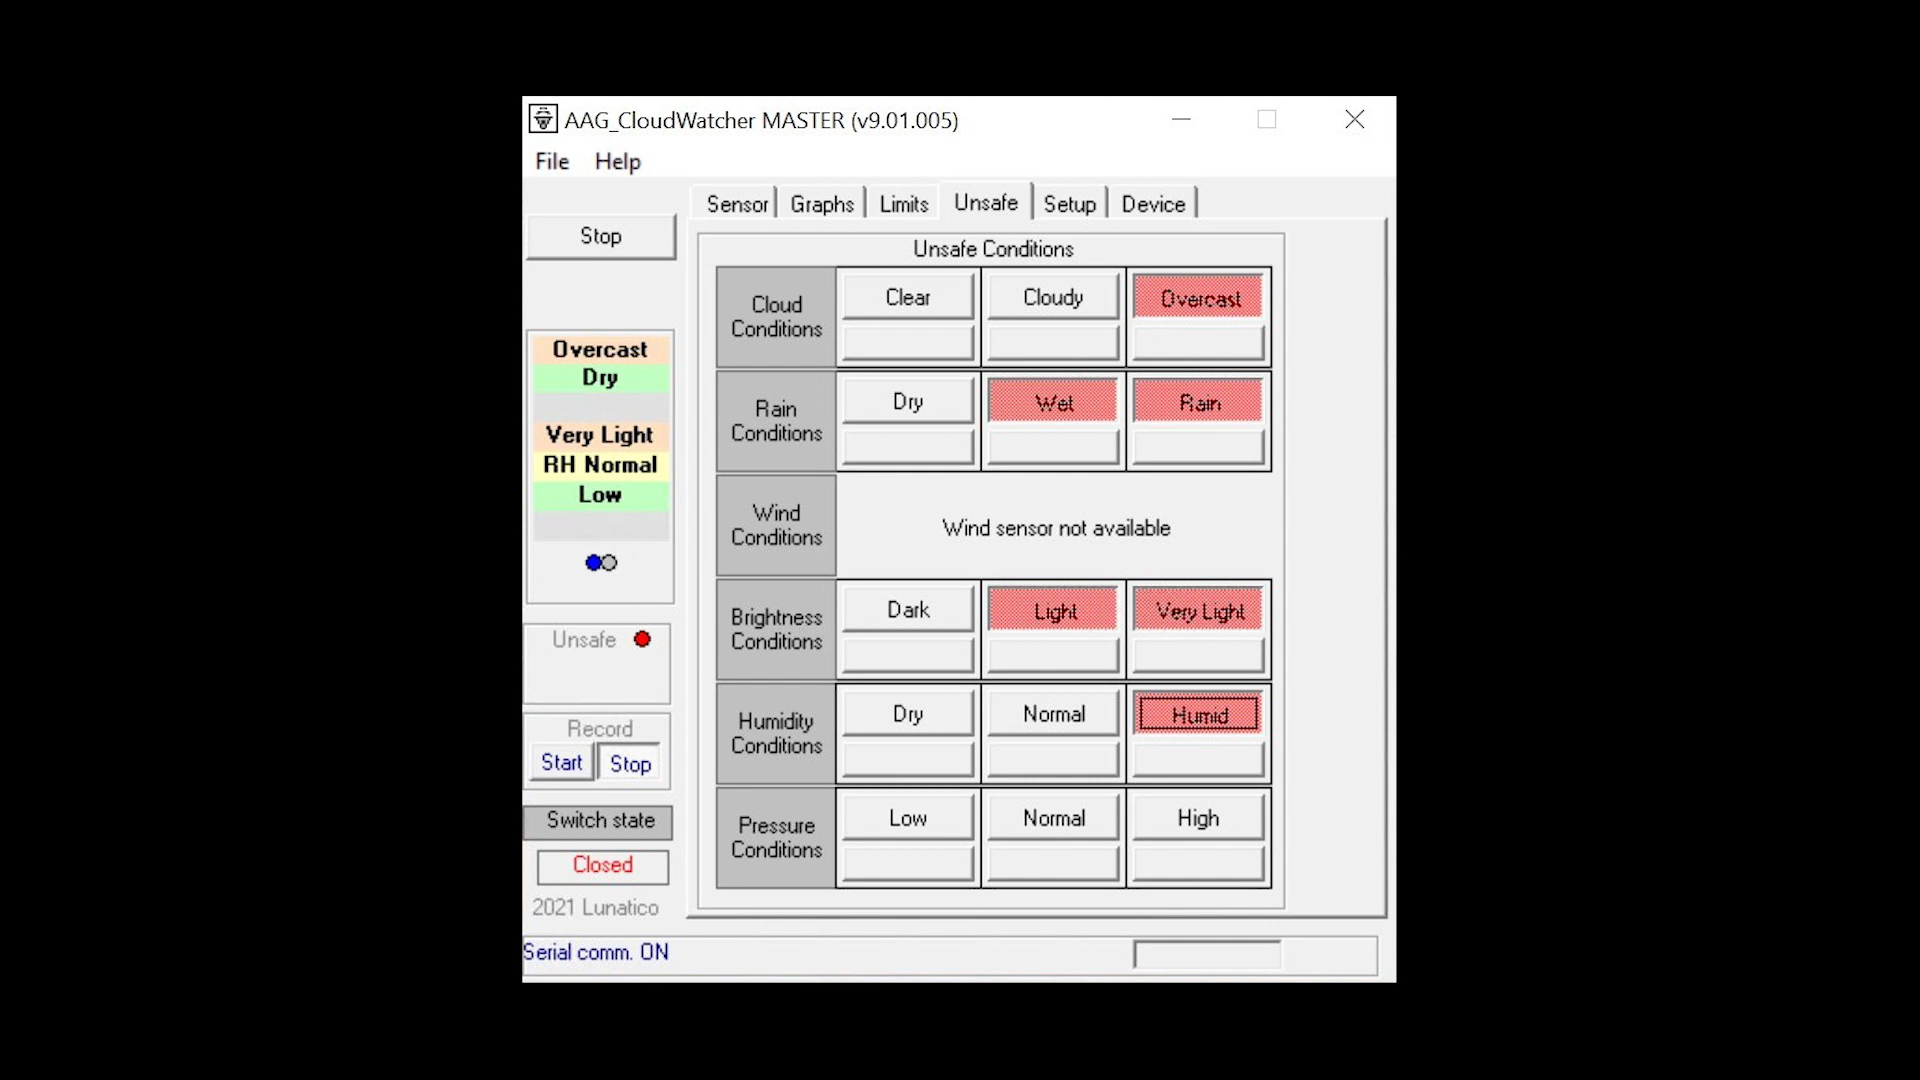 AAG_CloudWatcher MASTER (v9.01.005)
File Help
Sensor Graphs Limits Unsafe Setup Device
Stop
Overcast
Dry
Very Light
RH Normal
Low
Unsafe
Record
Start Stop
Switch state
Closed
2021 Lunatico
Unsafe Conditions
Cloud
Conditions
Clear Cloudy Overcast
Rain
Conditions
Dry Wet Rain
Wind
Conditions
Wind sensor not available
Brightness
Conditions
Dark Light Very Light
Humidity
Conditions
Dry Normal Humid
Pressure
Conditions
Low Normal High
Serial comm. ON